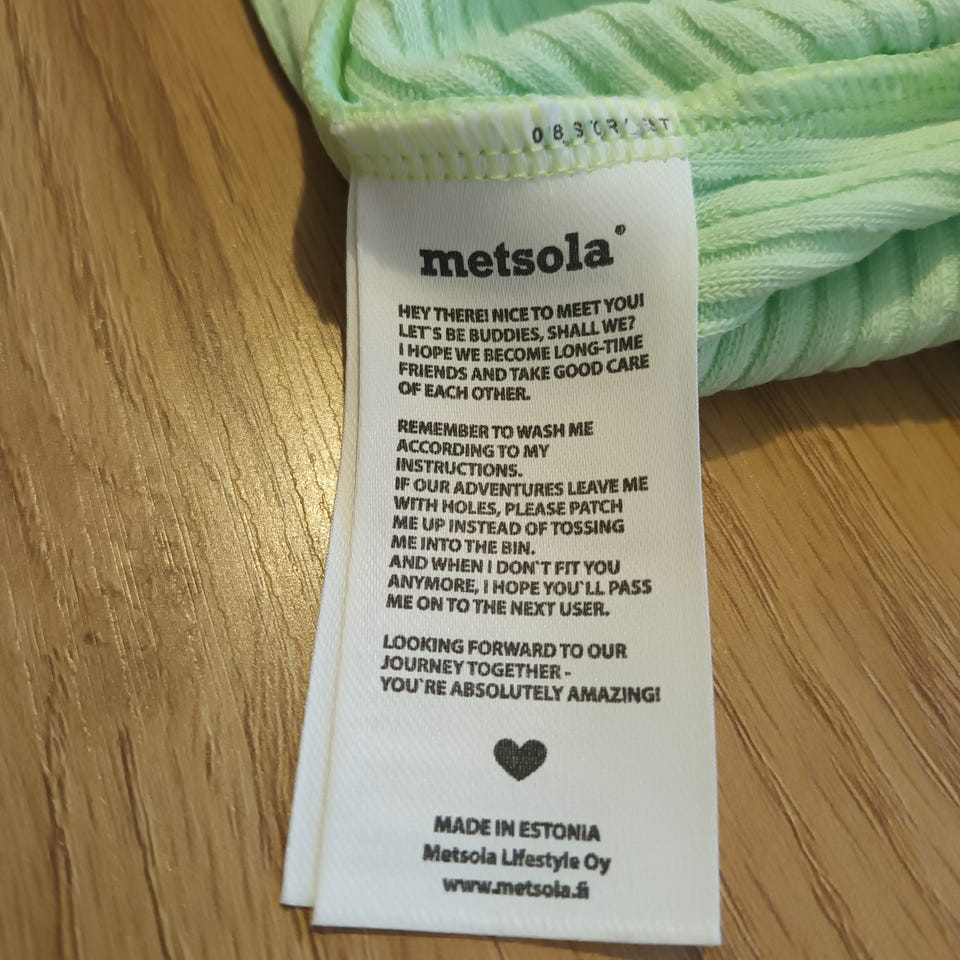 metsola®
HEY THERE! NICE TO MEET YOU!
LET`S BE BUDDIES, SHALL WE?
I HOPE WE BECOME LONG-TIME
FRIENDS AND TAKE GOOD CARE
OF EACH OTHER.
REMEMBER TO WASH ME
ACCORDING TO MY
INSTRUCTIONS.
IF OUR ADVENTURES LEAVE ME
WITH HOLES, PLEASE PATCH
ME UP INSTEAD OF TOSSING
ME INTO THE BIN.
AND WHEN I DON`T FIT YOU
ANYMORE, I HOPE YOU`LL PASS
ME ON TO THE NEXT USER.
LOOKING FORWARD TO OUR
JOURNEY TOGETHER -
YOU`RE ABSOLUTELY AMAZING!
MADE IN ESTONIA
Metsola Lifestyle Oy
www.metsola.fi